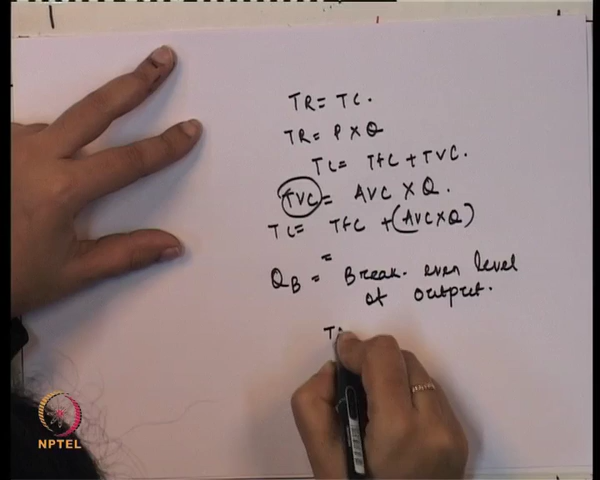 TR = TC.
TR = P X Q
TC = TFC + TVC.
TVC = AVC X Q.
TC = TFC + (AVC X Q)
=
QB = Break. even level
of output.
NPTEL